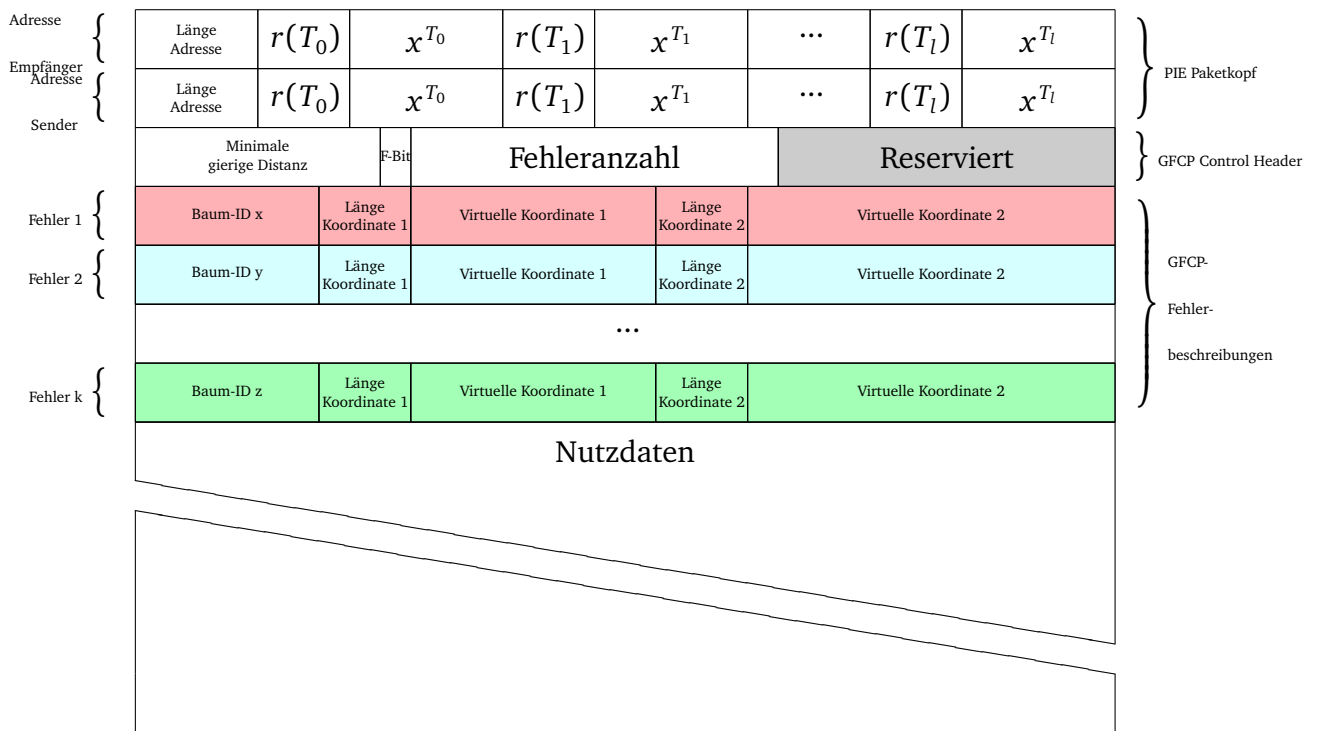 Adresse
Empfänger
Länge
Adresse
r(T₀)
x^{T₀}
r(T₁)
x^{T₁}
...
r(Tₗ)
x^{Tₗ}
PIE Paketkopf
Adresse
Sender
Länge
Adresse
r(T₀)
x^{T₀}
r(T₁)
x^{T₁}
...
r(Tₗ)
x^{Tₗ}
Minimale
gierige Distanz
F-Bit
Fehleranzahl
Reserviert
GFCP Control Header
Fehler 1
Baum-ID x
Länge
Koordinate 1
Virtuelle Koordinate 1
Länge
Koordinate 2
Virtuelle Koordinate 2
Fehler 2
Baum-ID y
Länge
Koordinate 1
Virtuelle Koordinate 1
Länge
Koordinate 2
Virtuelle Koordinate 2
GFCP-
Fehler-
beschreibungen
...
Fehler k
Baum-ID z
Länge
Koordinate 1
Virtuelle Koordinate 1
Länge
Koordinate 2
Virtuelle Koordinate 2
Nutzdaten